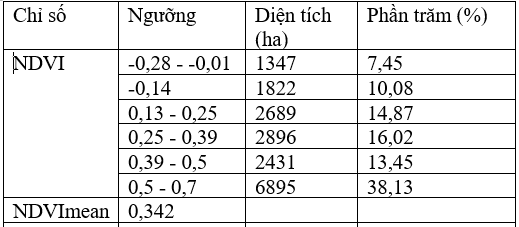 Chỉ số Ngưỡng Diện tích (ha) Phần trăm (%)
NDVI -0,28 - -0,01 1347 7,45
-0,14 1822 10,08
0,13 - 0,25 2689 14,87
0,25 - 0,39 2896 16,02
0,39 - 0,5 2431 13,45
0,5 - 0,7 6895 38,13
NDVImean 0,342